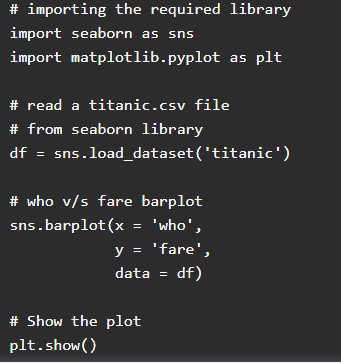 # importing the required library
import seaborn as sns
import matplotlib.pyplot as plt

# read a titanic.csv file
# from seaborn library
df = sns.load_dataset('titanic')

# who v/s fare barplot
sns.barplot(x = 'who',
            y = 'fare',
            data = df)

# Show the plot
plt.show()